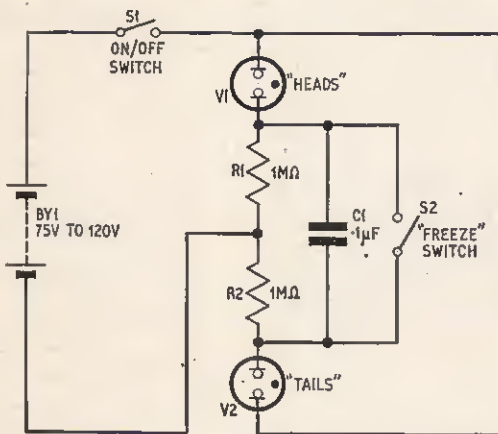 S1
ON/OFF
SWITCH
V1
"HEADS"
R1
1MΩ
BY1
75V TO 120V
C1
·1µF
S2
"FREEZE"
SWITCH
R2
1MΩ
"TAILS"
V2